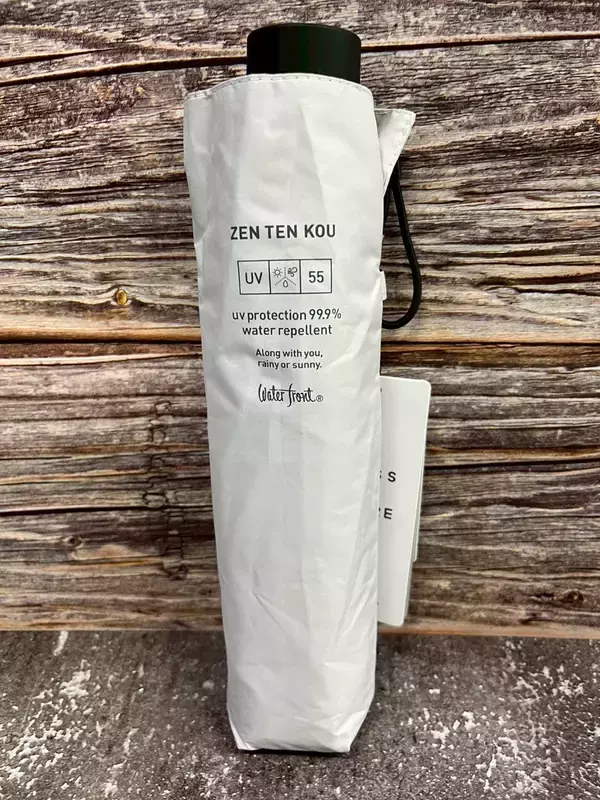 ZEN TEN KOU
UV 55
uv protection 99.9%
water repellent
Along with you,
rainy or sunny.
Water front®